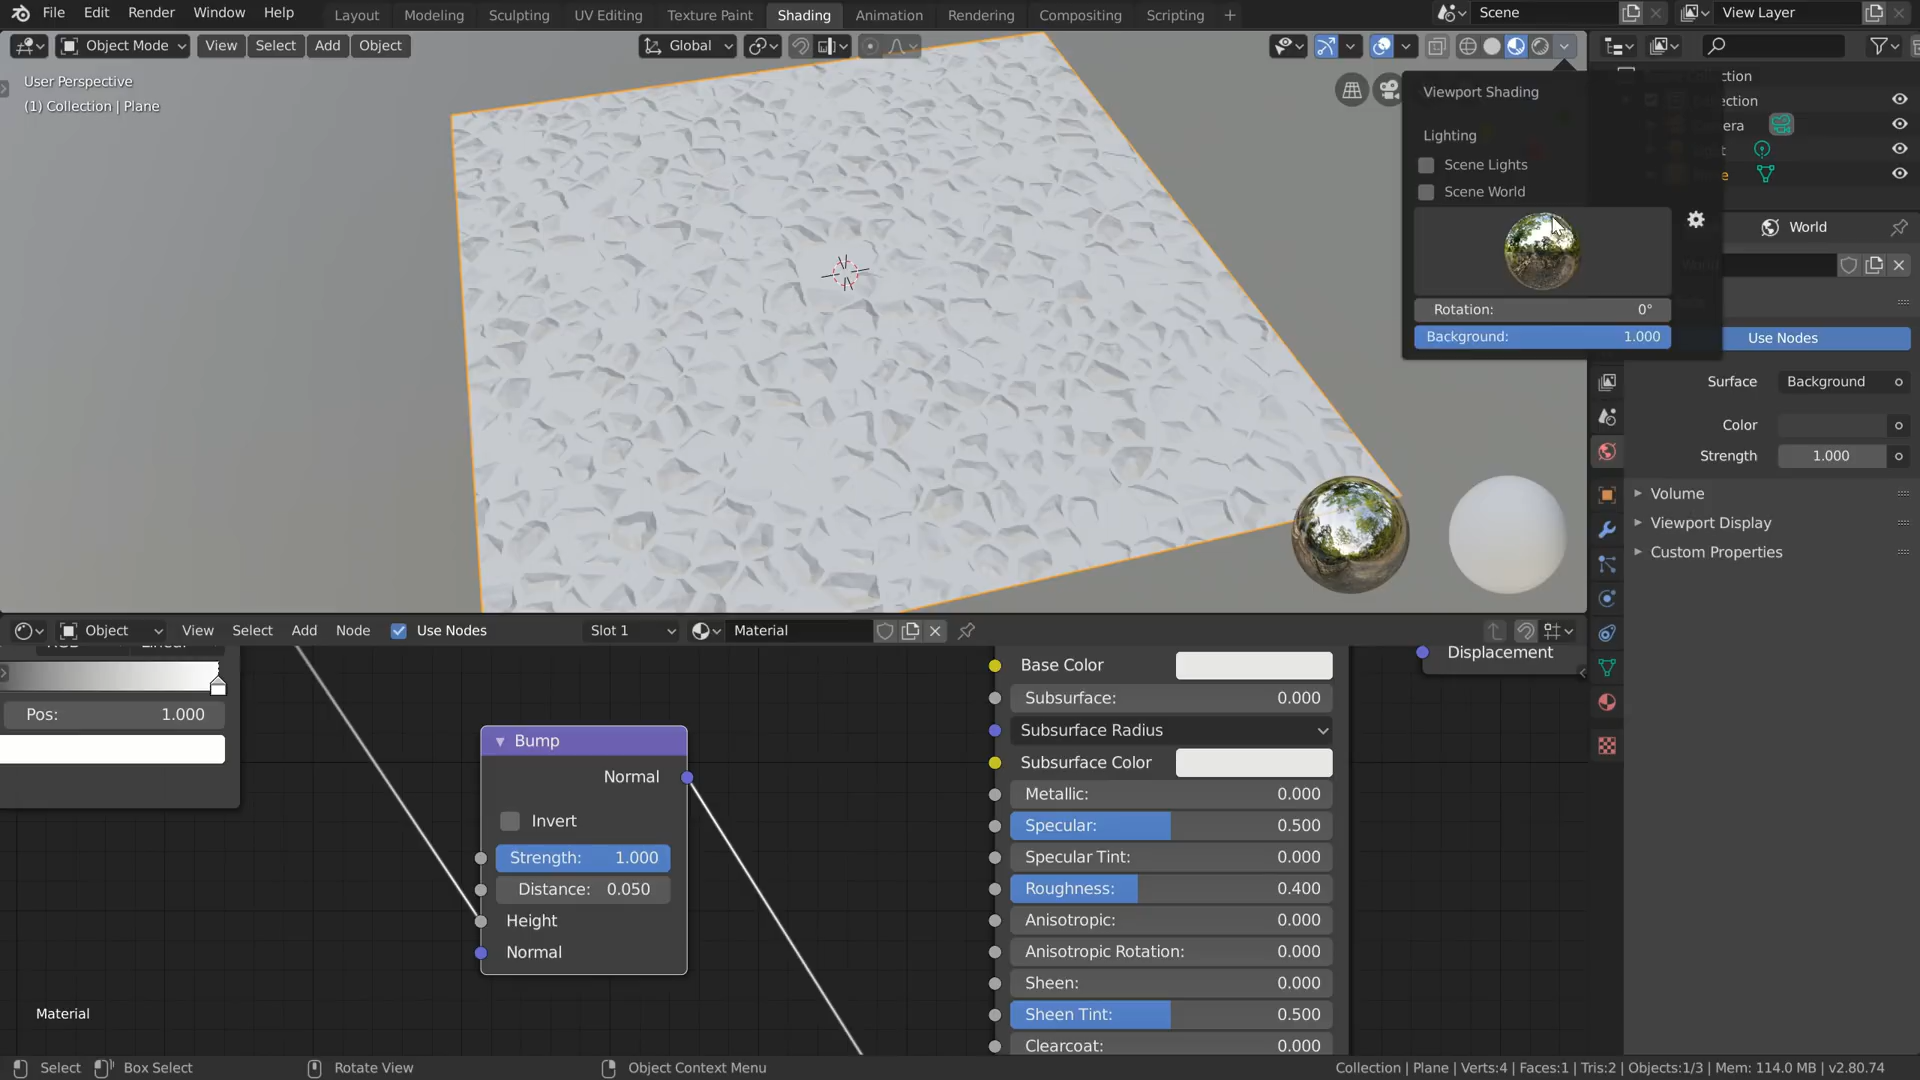 File Edit Render Window Help
Layout Modeling Sculpting UV Editing Texture Paint Shading Animation Rendering Compositing Scripting +
Scene
View Layer
Object Mode View Select Add Object
Global
User Perspective
(1) Collection | Plane
Viewport Shading
Lighting
Scene Lights
Scene World
Rotation: 0°
Background: 1.000
World
Use Nodes
Surface Background
Color
Strength 1.000
Volume
Viewport Display
Custom Properties
Object View Select Add Node Use Nodes Slot 1 Material
Pos: 1.000
Bump
Normal
Invert
Strength: 1.000
Distance: 0.050
Height
Normal
Base Color
Subsurface: 0.000
Subsurface Radius
Subsurface Color
Metallic: 0.000
Specular: 0.500
Specular Tint: 0.000
Roughness: 0.400
Anisotropic: 0.000
Anisotropic Rotation: 0.000
Sheen: 0.000
Sheen Tint: 0.500
Clearcoat: 0.000
Displacement
Material
Select Box Select Rotate View Object Context Menu
Collection | Plane | Verts:4 | Faces:1 | Tris:2 | Objects:1/3 | Mem: 114.0 MB | v2.80.74